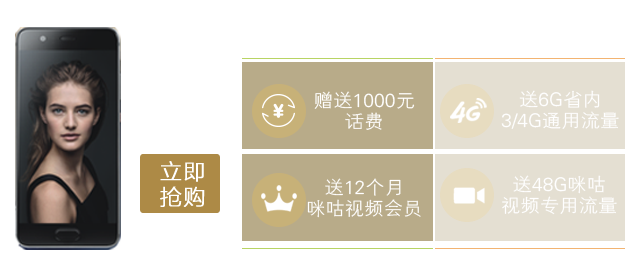 立即
抢购
¥
赠送1000元
话费
4G
送6G省内
3/4G通用流量
送12个月
咪咕视频会员
送48G咪咕
视频专用流量